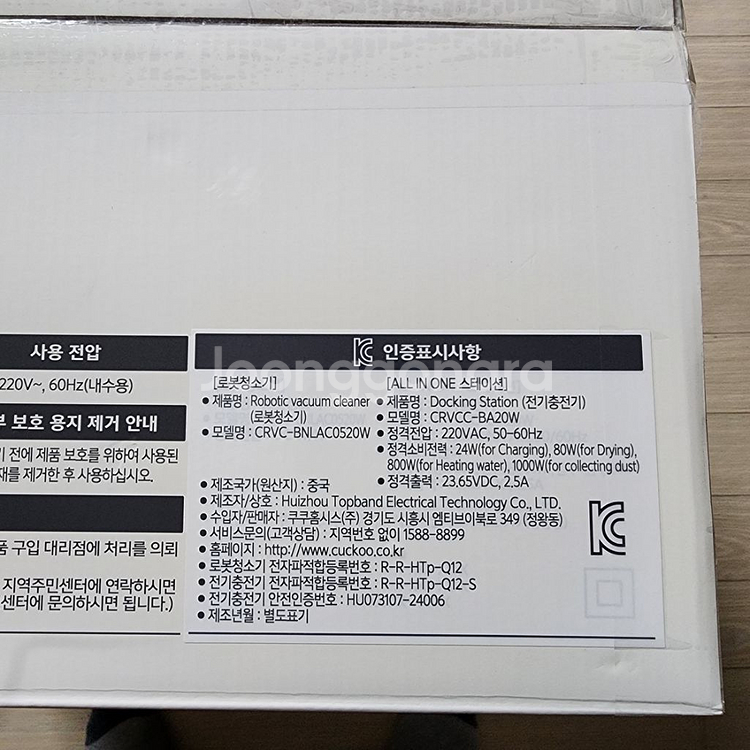 사용 전압
220V~, 60Hz(내수용)
부 보호 용지 제거 안내
기 전에 제품 보호를 위하여 사용된
재를 제거한 후 사용하십시오.
품 구입 대리점에 처리를 의뢰
지역주민센터에 연락하시면
센터에 문의하시면 됩니다.)
인증표시사항
[로봇청소기]
• 제품명 : Robotic vacuum cleaner
(로봇청소기)
• 모델명 : CRVC-BNLAC0520W
[ALL IN ONE 스테이션]
• 제품명 : Docking Station (전기충전기)
• 모델명 : CRVCC-BA20W
• 정격전압 : 220VAC, 50-60Hz
• 정격소비전력 : 24W(for Charging), 80W(for Drying),
800W(for Heating water), 1000W(for collecting dust)
• 정격출력 : 23.65VDC, 2.5A
• 제조국가(원산지) : 중국
• 제조자/상호 : Huizhou Topband Electrical Technology Co., LTD.
• 수입자/판매자 : 쿠쿠홈시스(주) 경기도 시흥시 엠티브이북로 349 (정왕동)
• 서비스문의(고객상담) : 지역번호 없이 1588-8899
• 홈페이지 : http://www.cuckoo.co.kr
• 로봇청소기 전자파적합등록번호 : R-R-HTp-Q12
• 전기충전기 전자파적합등록번호 : R-R-HTp-Q12-S
• 전기충전기 안전인증번호 : HU073107-24006
• 제조년월 : 별도표기
Joonggonara